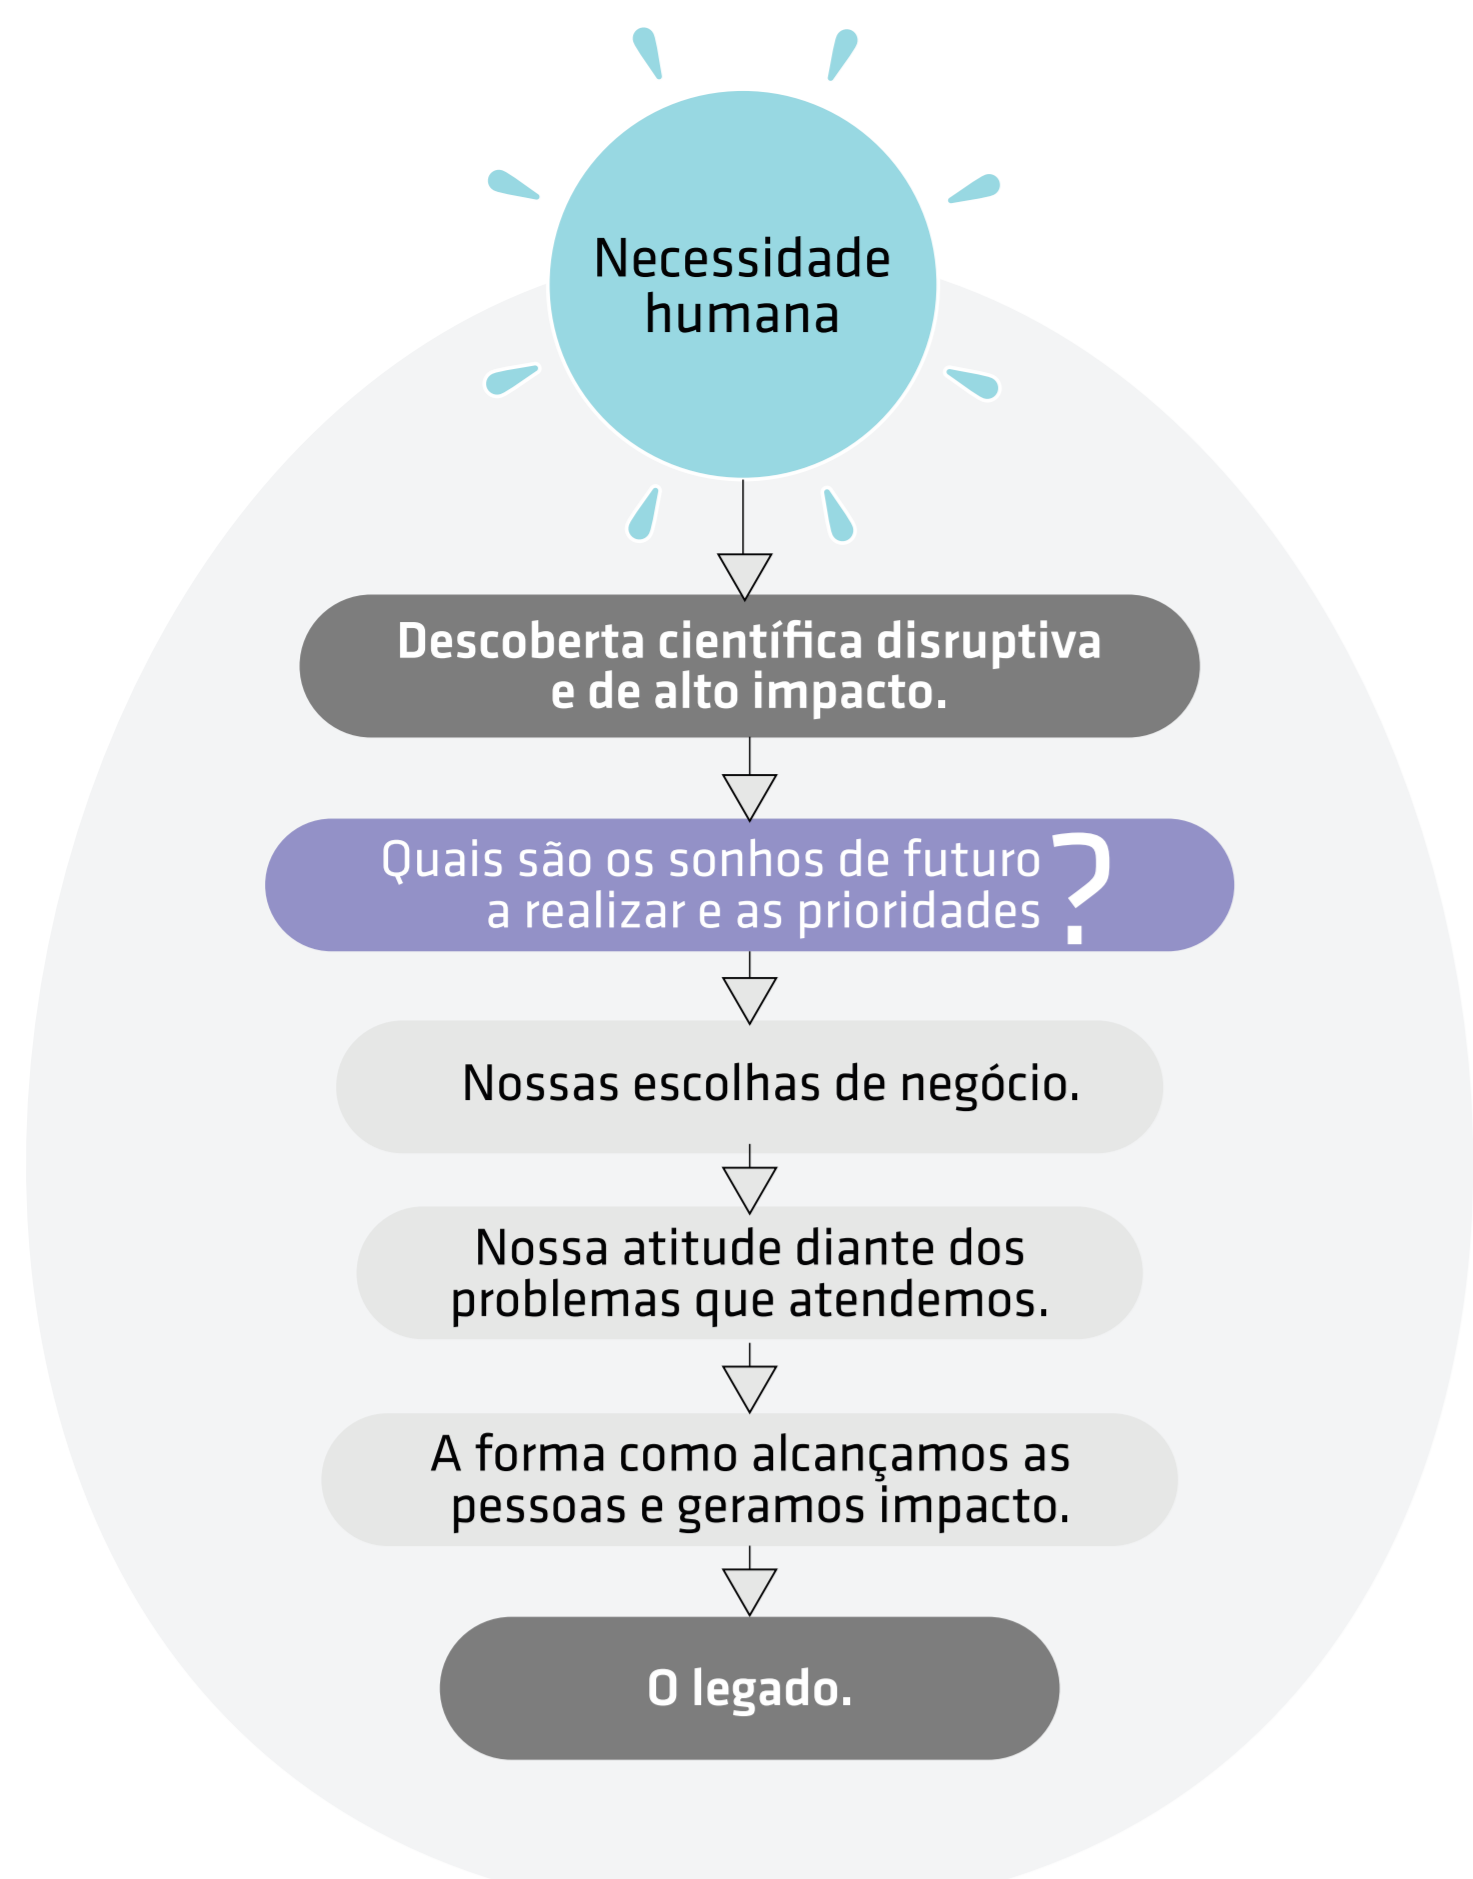 Necessidade
humana
Descoberta científica disruptiva
e de alto impacto.
Quais são os sonhos de futuro
a realizar e as prioridades?
Nossas escolhas de negócio.
Nossa atitude diante dos
problemas que atendemos.
A forma como alcançamos as
pessoas e geramos impacto.
O legado.